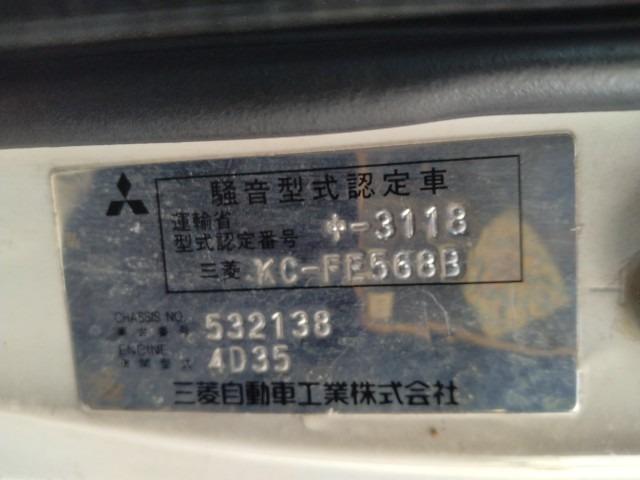 騒音型式認定車
運輸省
型式認定番号 ナ-3118
三菱 KC-FE568B
CHASSIS NO.
車台番号 532138
ENGINE
原動機型式 4D35
三菱自動車工業株式会社